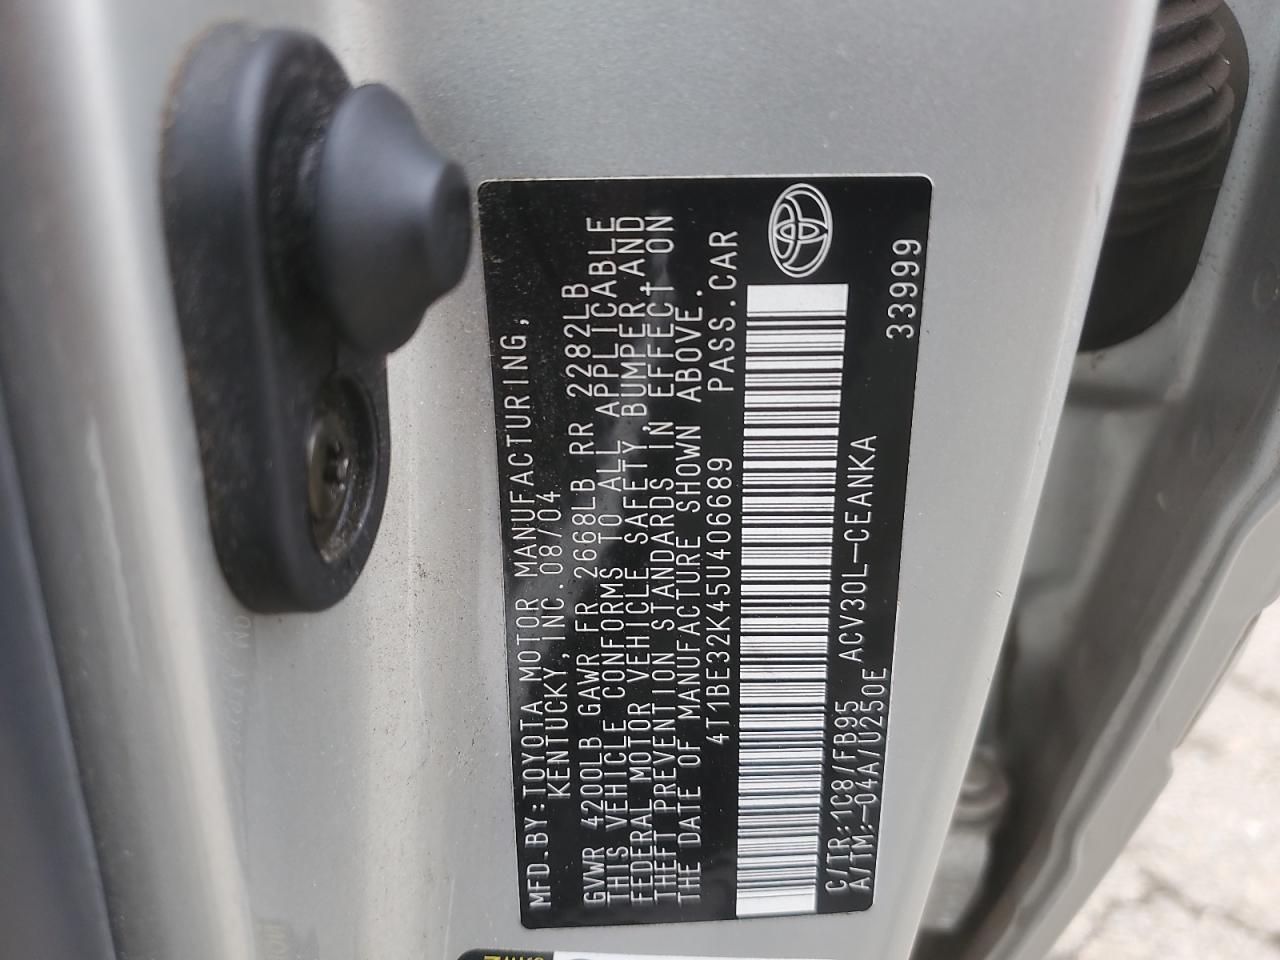 MFD.BY:TOYOTA MOTOR MANUFACTURING,
KENTUCKY, INC. 08/04
GVWR 4200LB GAWR FR 2668LB RR 2282LB
THIS VEHICLE CONFORMS TO ALL APPLICABLE
FEDERAL MOTOR VEHICLE SAFETY,BUMPER,AND
THEFT PREVENTION STANDARDS IN EFFECT ON
THE DATE OF MANUFACTURE SHOWN ABOVE.
4T1BE32K45U406689 PASS.CAR
C/TR:1C8/FB95 ACV30L-CEANKA
A/TM:-04A/U250E
33999